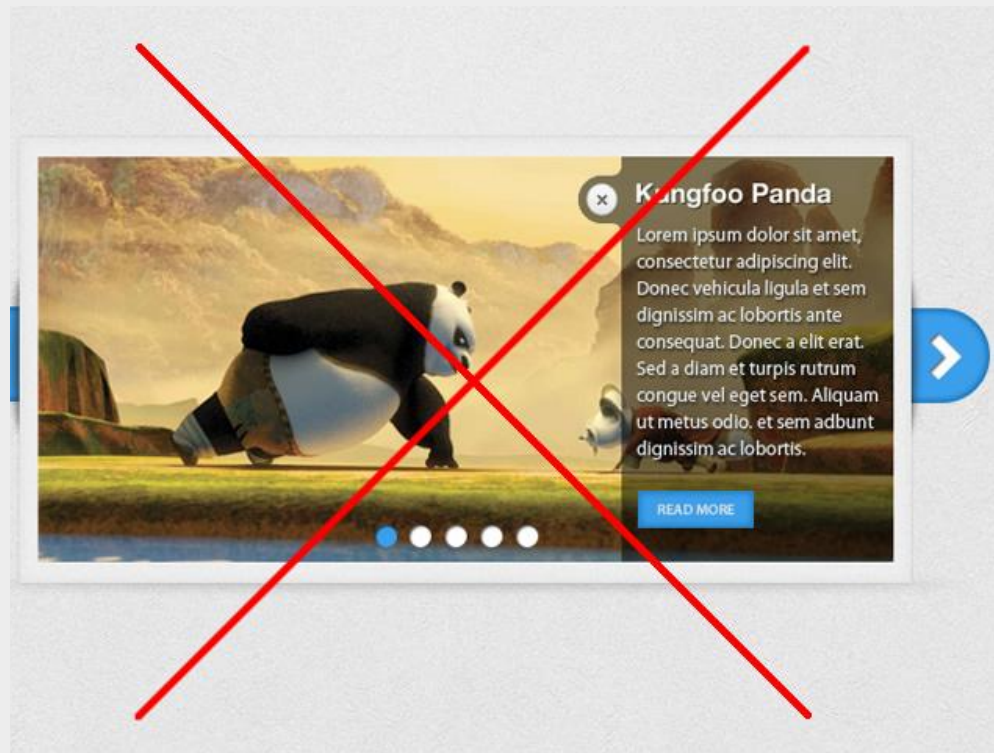 Kungfoo Panda
Lorem ipsum dolor sit amet,
consectetur adipiscing elit.
Donec vehicula ligula et sem
dignissim ac lobortis ante
consequat. Donec a elit erat.
Sed a diam et turpis rutrum
congue vel eget sem. Aliquam
ut metus odio. et sem adbunt
dignissim ac lobortis.
READ MORE